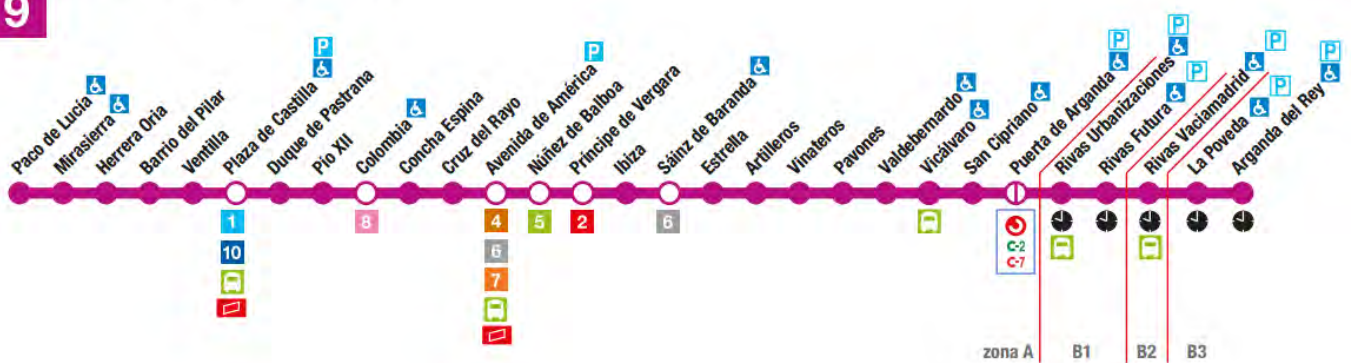 9
Paco de Lucía
Mirasierra
Herrera Oria
Barrio del Pilar
Ventilla
Plaza de Castilla
P
Duque de Pastrana
Pío XII
Colombia
Concha Espina
Cruz del Rayo
Avenida de América
P
Núñez de Balboa
Príncipe de Vergara
Ibiza
Sáinz de Baranda
Estrella
Artilleros
Vinateros
Pavones
Valdebernardo
Vicálvaro
San Cipriano
Puerta de Arganda
P
Rivas Urbanizaciones
P
Rivas Futura
P
Rivas Vaciamadrid
P
La Poveda
P
Arganda del Rey
P
1
10
8
4
6
7
5
2
6
C-2
C-7
zona A
B1
B2
B3